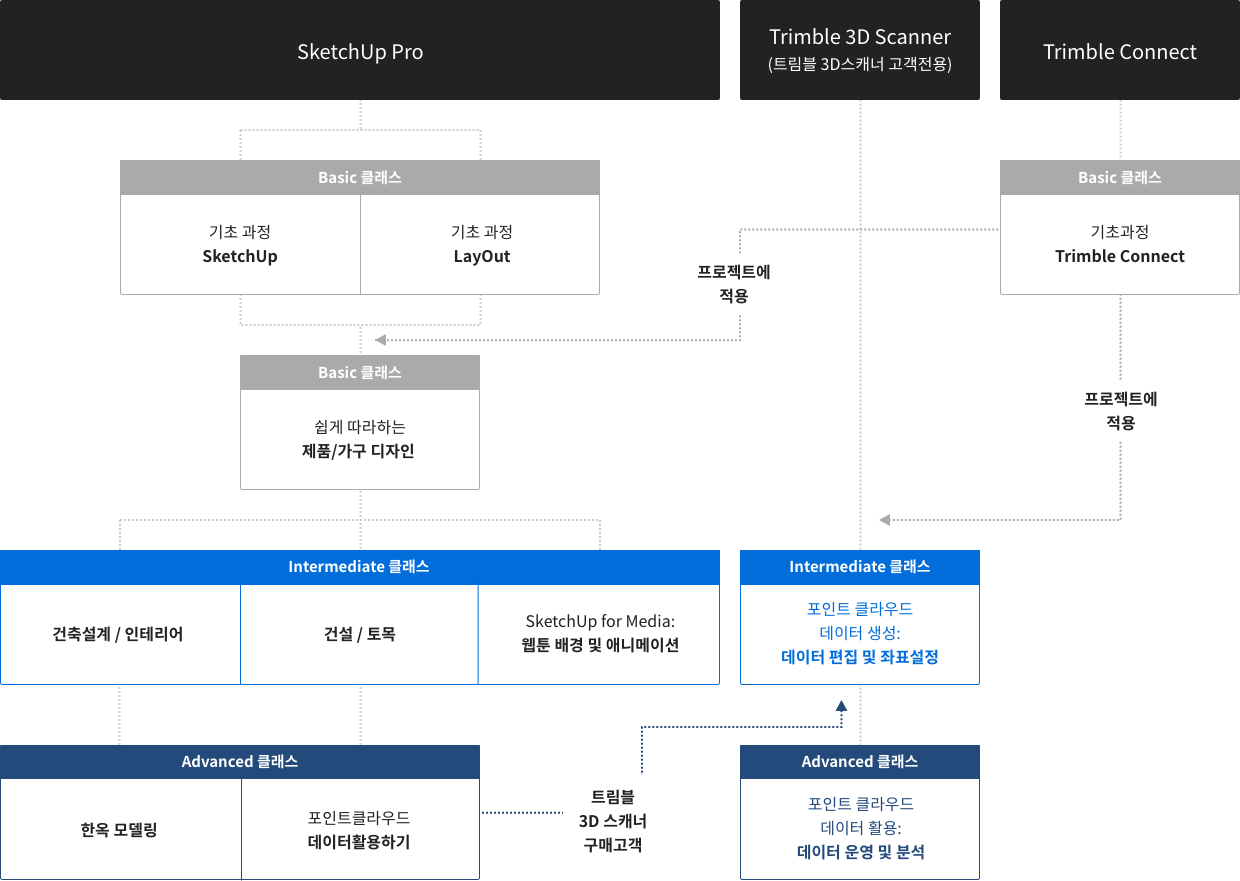 SketchUp Pro
Trimble 3D Scanner
(트림블 3D스캐너 고객전용)
Trimble Connect
Basic 클래스
기초 과정
SketchUp
기초 과정
LayOut
Basic 클래스
기초과정
Trimble Connect
프로젝트에
적용
Basic 클래스
쉽게 따라하는
제품/가구 디자인
프로젝트에
적용
Intermediate 클래스
건축설계 / 인테리어
건설 / 토목
SketchUp for Media:
웹툰 배경 및 애니메이션
Intermediate 클래스
포인트 클라우드
데이터 생성:
데이터 편집 및 좌표설정
Advanced 클래스
한옥 모델링
포인트클라우드
데이터활용하기
트림블
3D 스캐너
구매고객
Advanced 클래스
포인트 클라우드
데이터 활용:
데이터 운영 및 분석